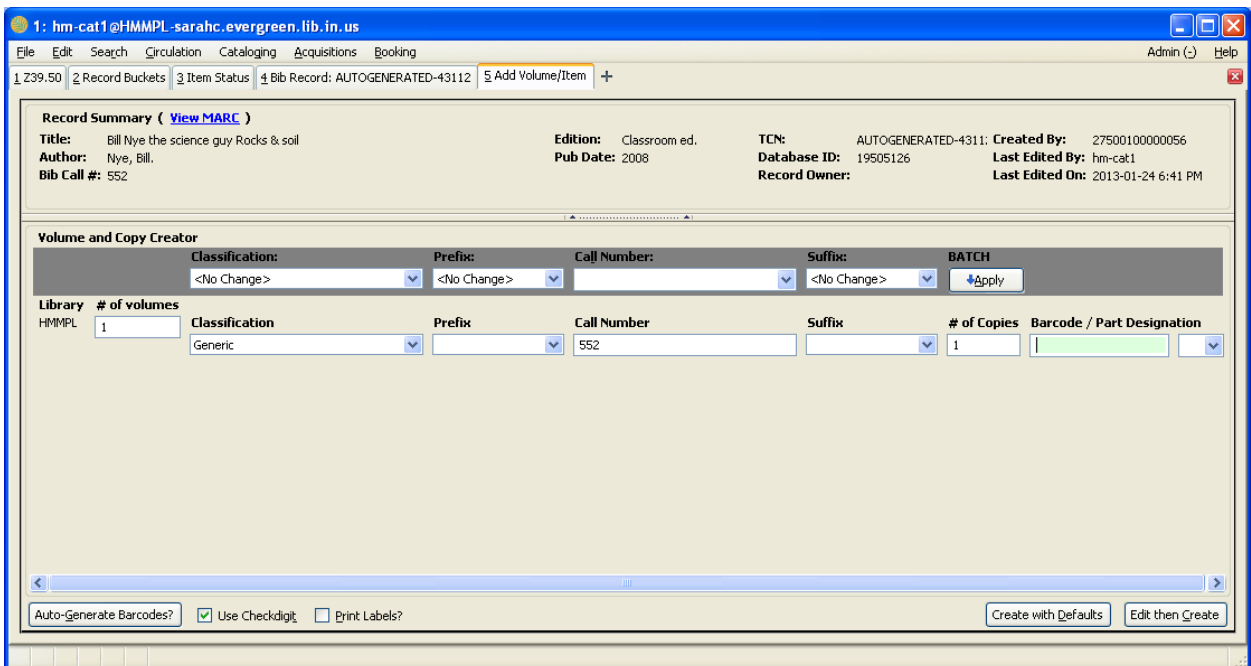 1: hm-cat1@HMMPL-sarahc.evergreen.lib.in.us
File Edit Search Circulation Cataloging Acquisitions Booking Admin (-) Help
1 Z39.50 2 Record Buckets 3 Item Status 4 Bib Record: AUTOGENERATED-43112 5 Add Volume/Item +
Record Summary ( View MARC )
Title: Bill Nye the science guy Rocks & soil Edition: Classroom ed. TCN: AUTOGENERATED-4311 Created By: 27500100000056
Author: Nye, Bill. Pub Date: 2008 Database ID: 19505126 Last Edited By: hm-cat1
Bib Call #: 552 Record Owner: Last Edited On: 2013-01-24 6:41 PM
Volume and Copy Creator
Classification: Prefix: Call Number: Suffix: BATCH
<No Change> <No Change> <No Change> Apply
Library # of volumes
HMMPL 1 Classification Prefix Call Number Suffix # of Copies Barcode / Part Designation
Generic 552 1
Auto-Generate Barcodes? Use Checkdigit Print Labels? Create with Defaults Edit then Create